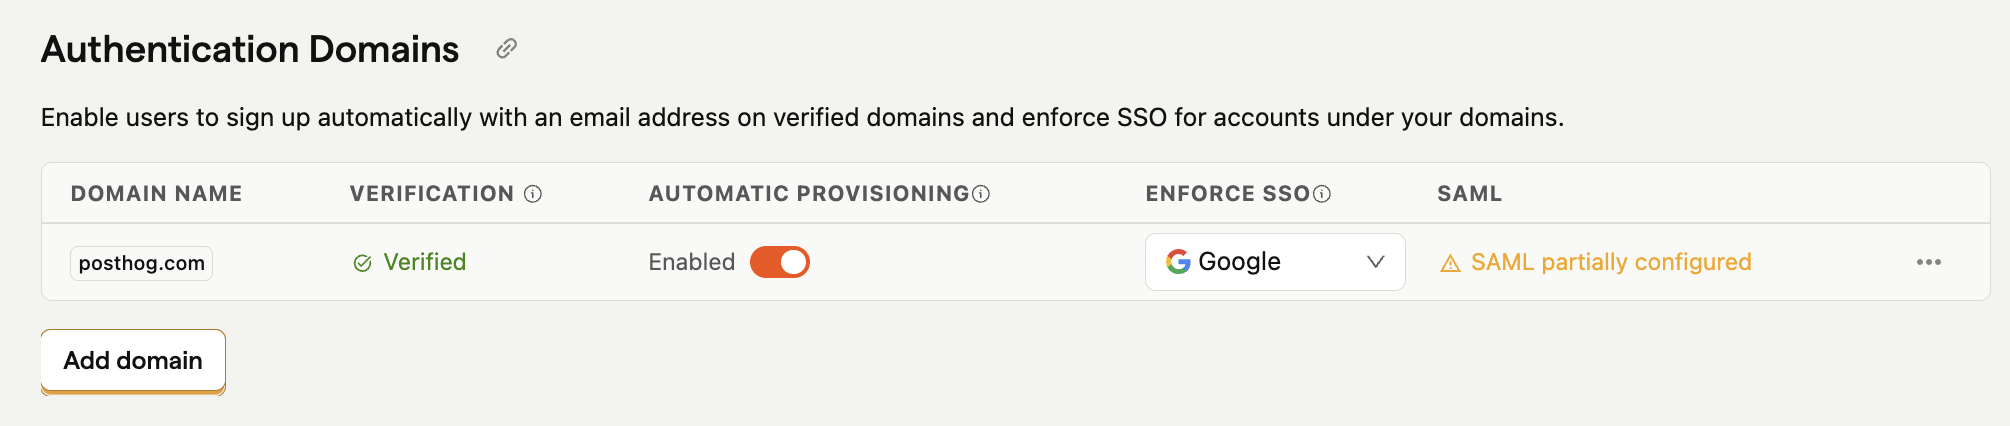 Authentication Domains
Enable users to sign up automatically with an email address on verified domains and enforce SSO for accounts under your domains.
DOMAIN NAME VERIFICATION AUTOMATIC PROVISIONING ENFORCE SSO SAML
posthog.com Verified Enabled Google SAML partially configured
Add domain